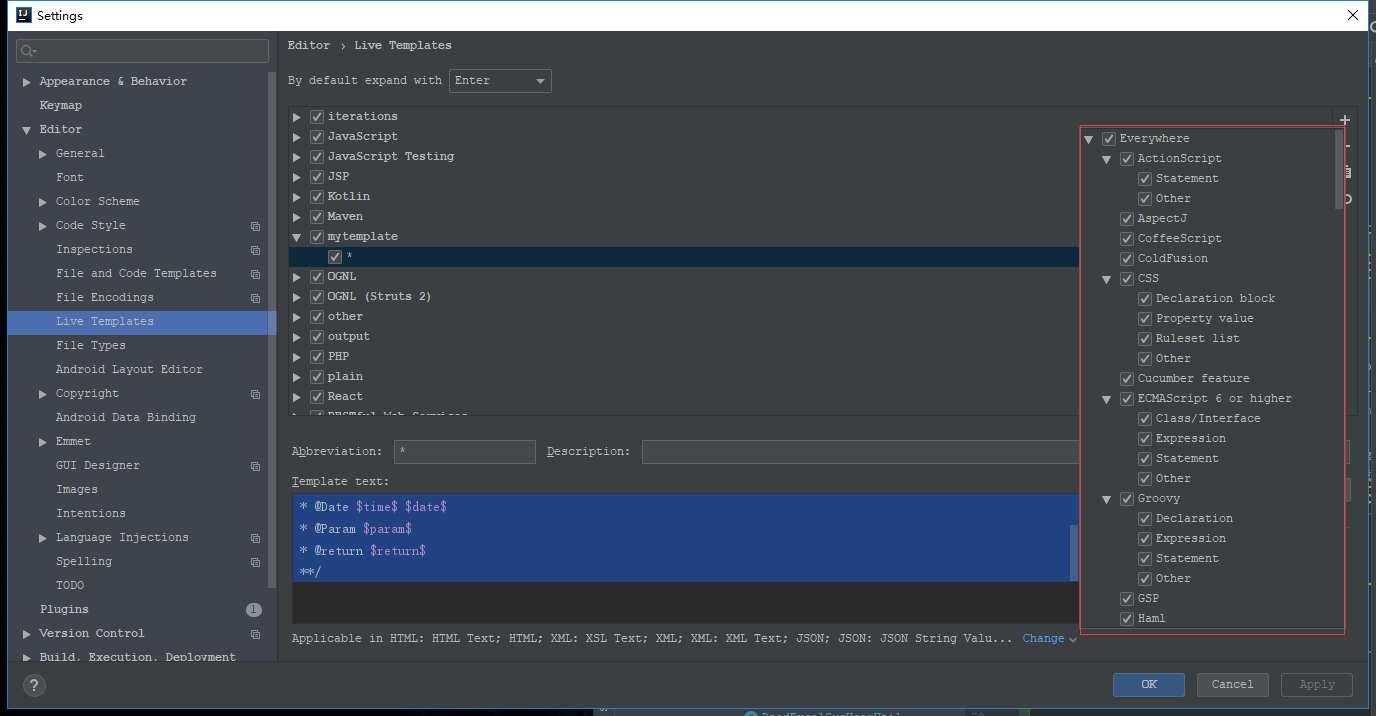 Settings
Appearance & Behavior
Keymap
Editor
General
Font
Color Scheme
Code Style
Inspections
File and Code Templates
File Encodings
Live Templates
File Types
Android Layout Editor
Copyright
Android Data Binding
Emmet
GUI Designer
Images
Intentions
Language Injections
Spelling
TODO
Plugins 1
Version Control
Build, Execution, Deployment
Editor › Live Templates
By default expand with Enter
iterations
JavaScript
JavaScript Testing
JSP
Kotlin
Maven
mytemplate
*
OGNL
OGNL (Struts 2)
other
output
PHP
plain
React
RESTful Web Services
Abbreviation: * Description:
Template text:
* @Date $time$ $date$
* @Param $param$
* @return $return$
**/
Applicable in HTML: HTML Text; HTML; XML: XSL Text; XML; XML: XML Text; JSON; JSON: JSON String Valu... Change
Everywhere
ActionScript
Statement
Other
AspectJ
CoffeeScript
ColdFusion
CSS
Declaration block
Property value
Ruleset list
Other
Cucumber feature
ECMAScript 6 or higher
Class/Interface
Expression
Statement
Other
Groovy
Declaration
Expression
Statement
Other
GSP
Haml
? OK Cancel Apply